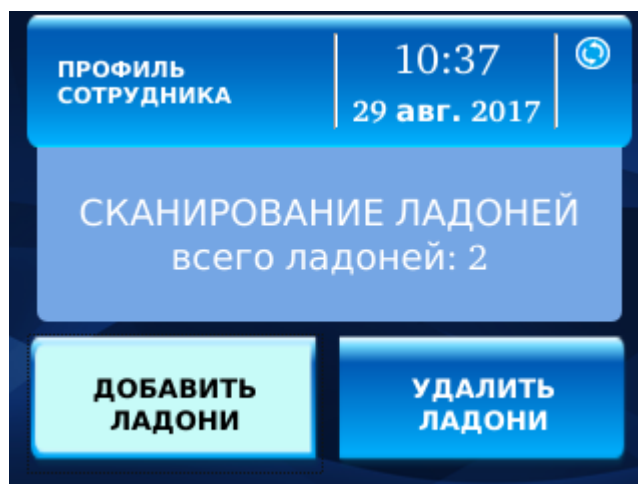 ПРОФИЛЬ
СОТРУДНИКА
10:37
29 авг. 2017
СКАНИРОВАНИЕ ЛАДОНЕЙ
всего ладоней: 2
ДОБАВИТЬ
ЛАДОНИ
УДАЛИТЬ
ЛАДОНИ